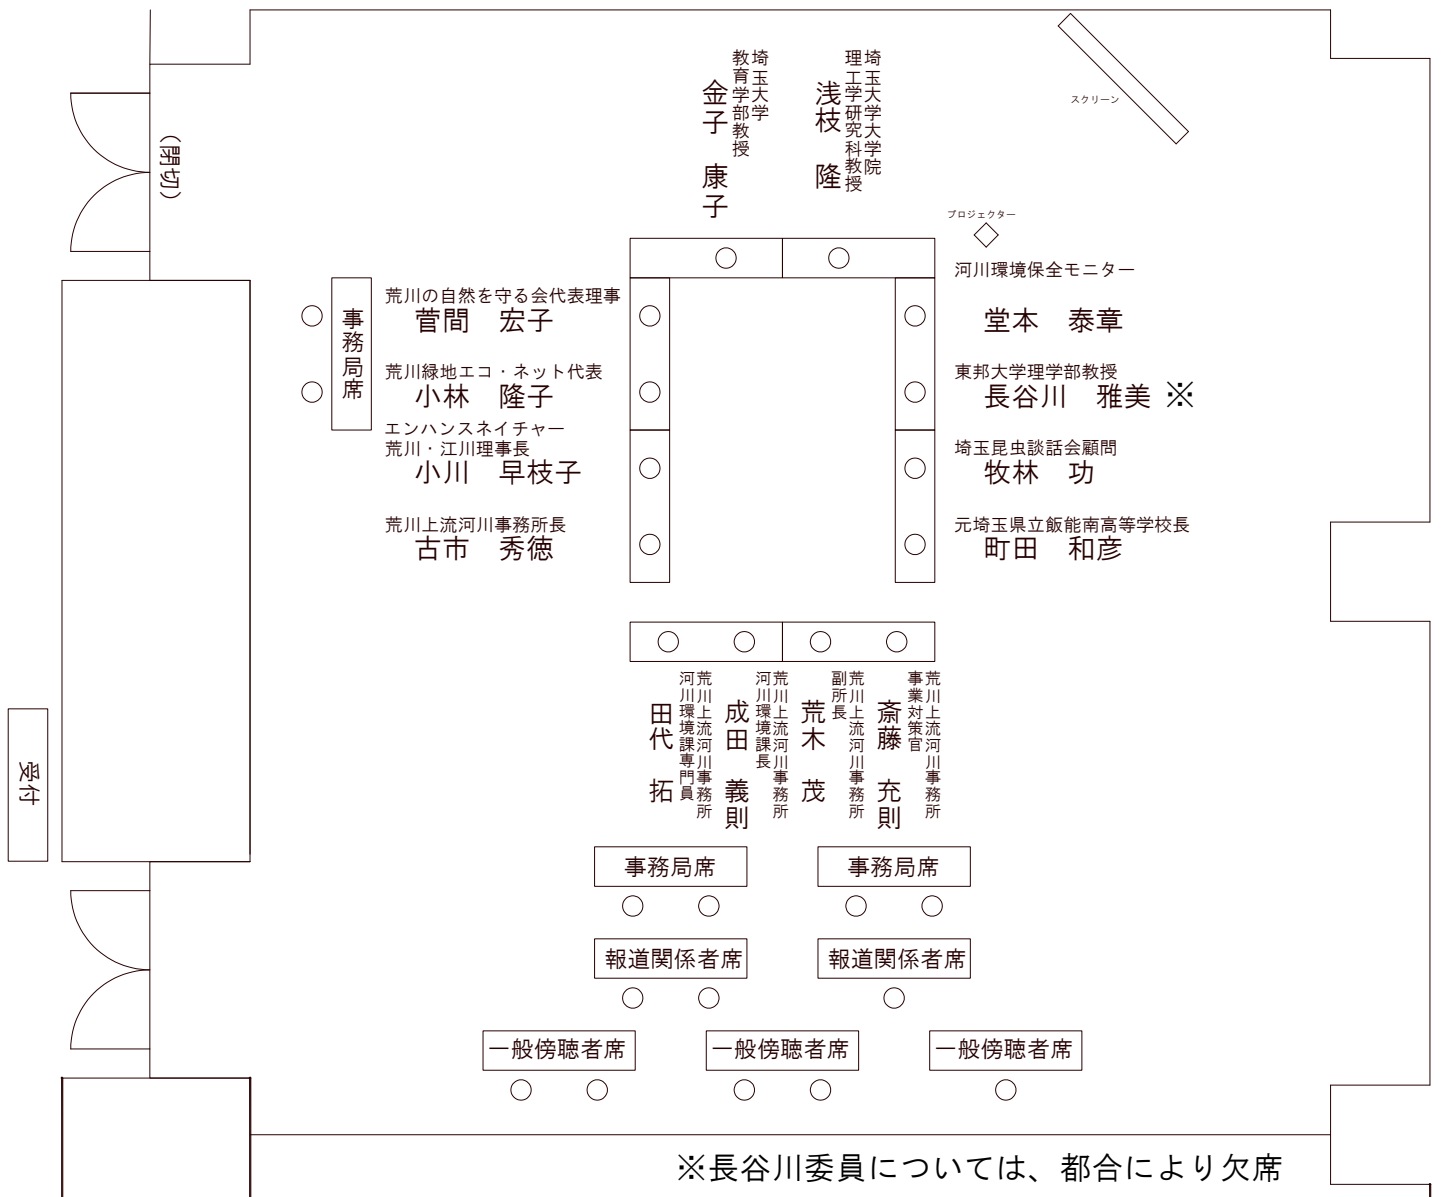 埼玉大学
教育学部教授
金子　康子
埼玉大学大学院
理工学研究科教授
浅枝　隆
スクリーン
プロジェクター
（閉切）
事務局席
荒川の自然を守る会代表理事
菅間　宏子
荒川緑地エコ・ネット代表
小林　隆子
エンハンスネイチャー
荒川・江川理事長
小川　早枝子
荒川上流河川事務所長
古市　秀徳
河川環境保全モニター
堂本　泰章
東邦大学理学部教授
長谷川　雅美 ※
埼玉昆虫談話会顧問
牧林　功
元埼玉県立飯能南高等学校長
町田　和彦
荒川上流河川事務所
河川環境課専門員
田代　拓
荒川上流河川事務所
河川環境課長
成田　義則
荒川上流河川事務所
副所長
荒木　茂
荒川上流河川事務所
事業対策官
斎藤　充則
受付
事務局席
事務局席
報道関係者席
報道関係者席
一般傍聴者席
一般傍聴者席
一般傍聴者席
※長谷川委員については、都合により欠席